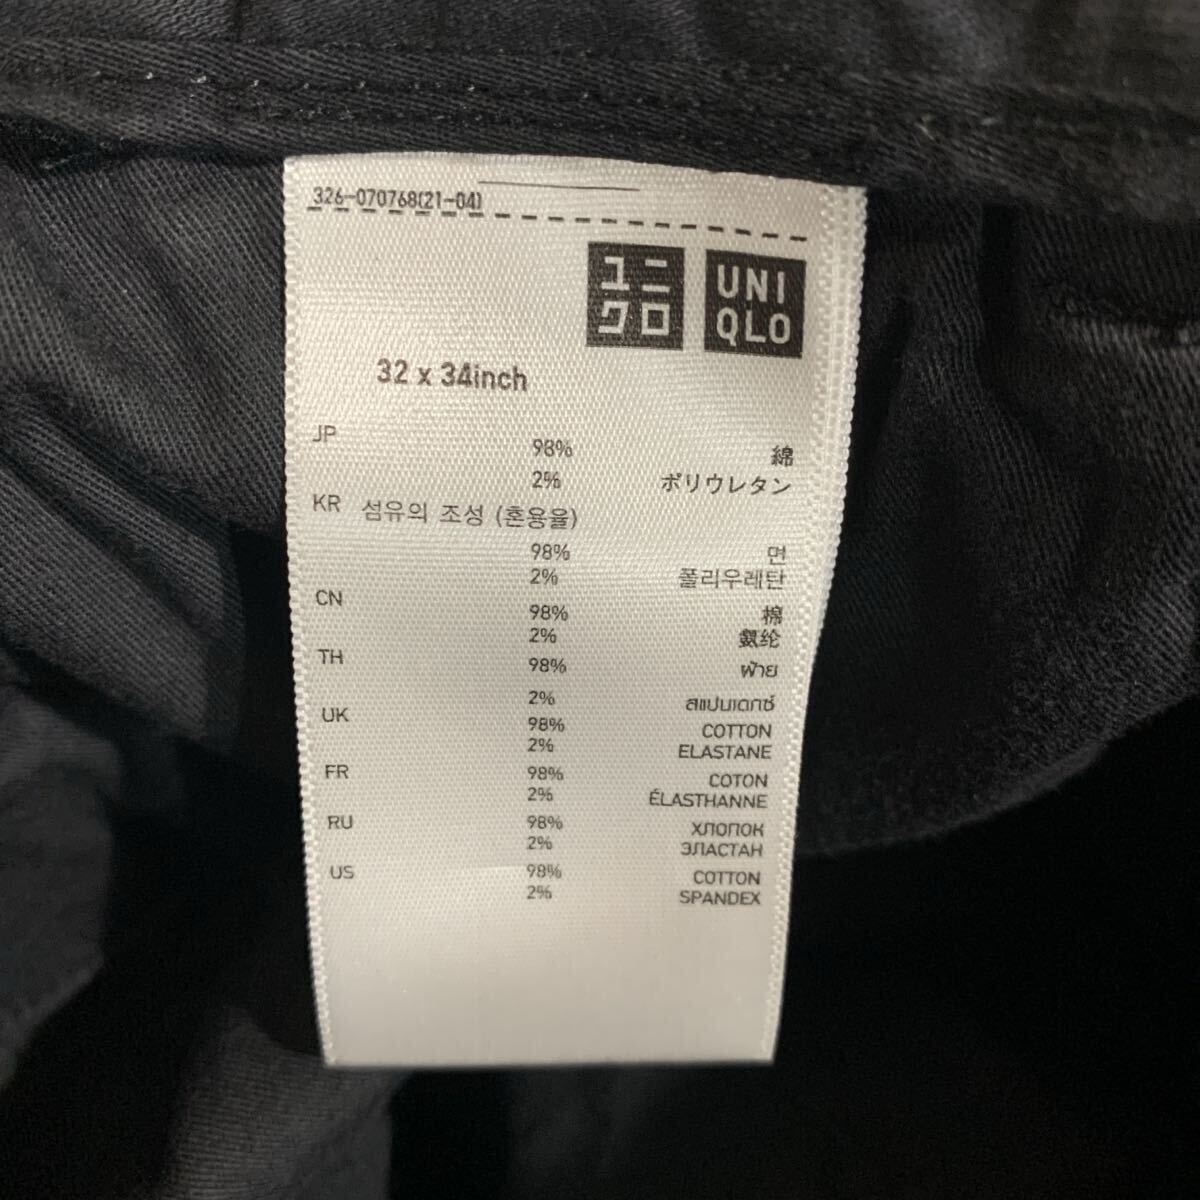 326-070768(21-04)
ユニ
クロ
UNI
QLO
32 x 34inch
JP 98% 綿
2% ポリウレタン
KR 섬유의 조성 (혼용율)
98% 면
2% 폴리우레탄
CN 98% 棉
2% 氨纶
TH 98% ฝ้าย
2% สแปนเดกซ์
UK 98% COTTON
2% ELASTANE
FR 98% COTON
2% ÉLASTHANNE
RU 98% ХЛОПОК
2% ЭЛАСТАН
US 98% COTTON
2% SPANDEX